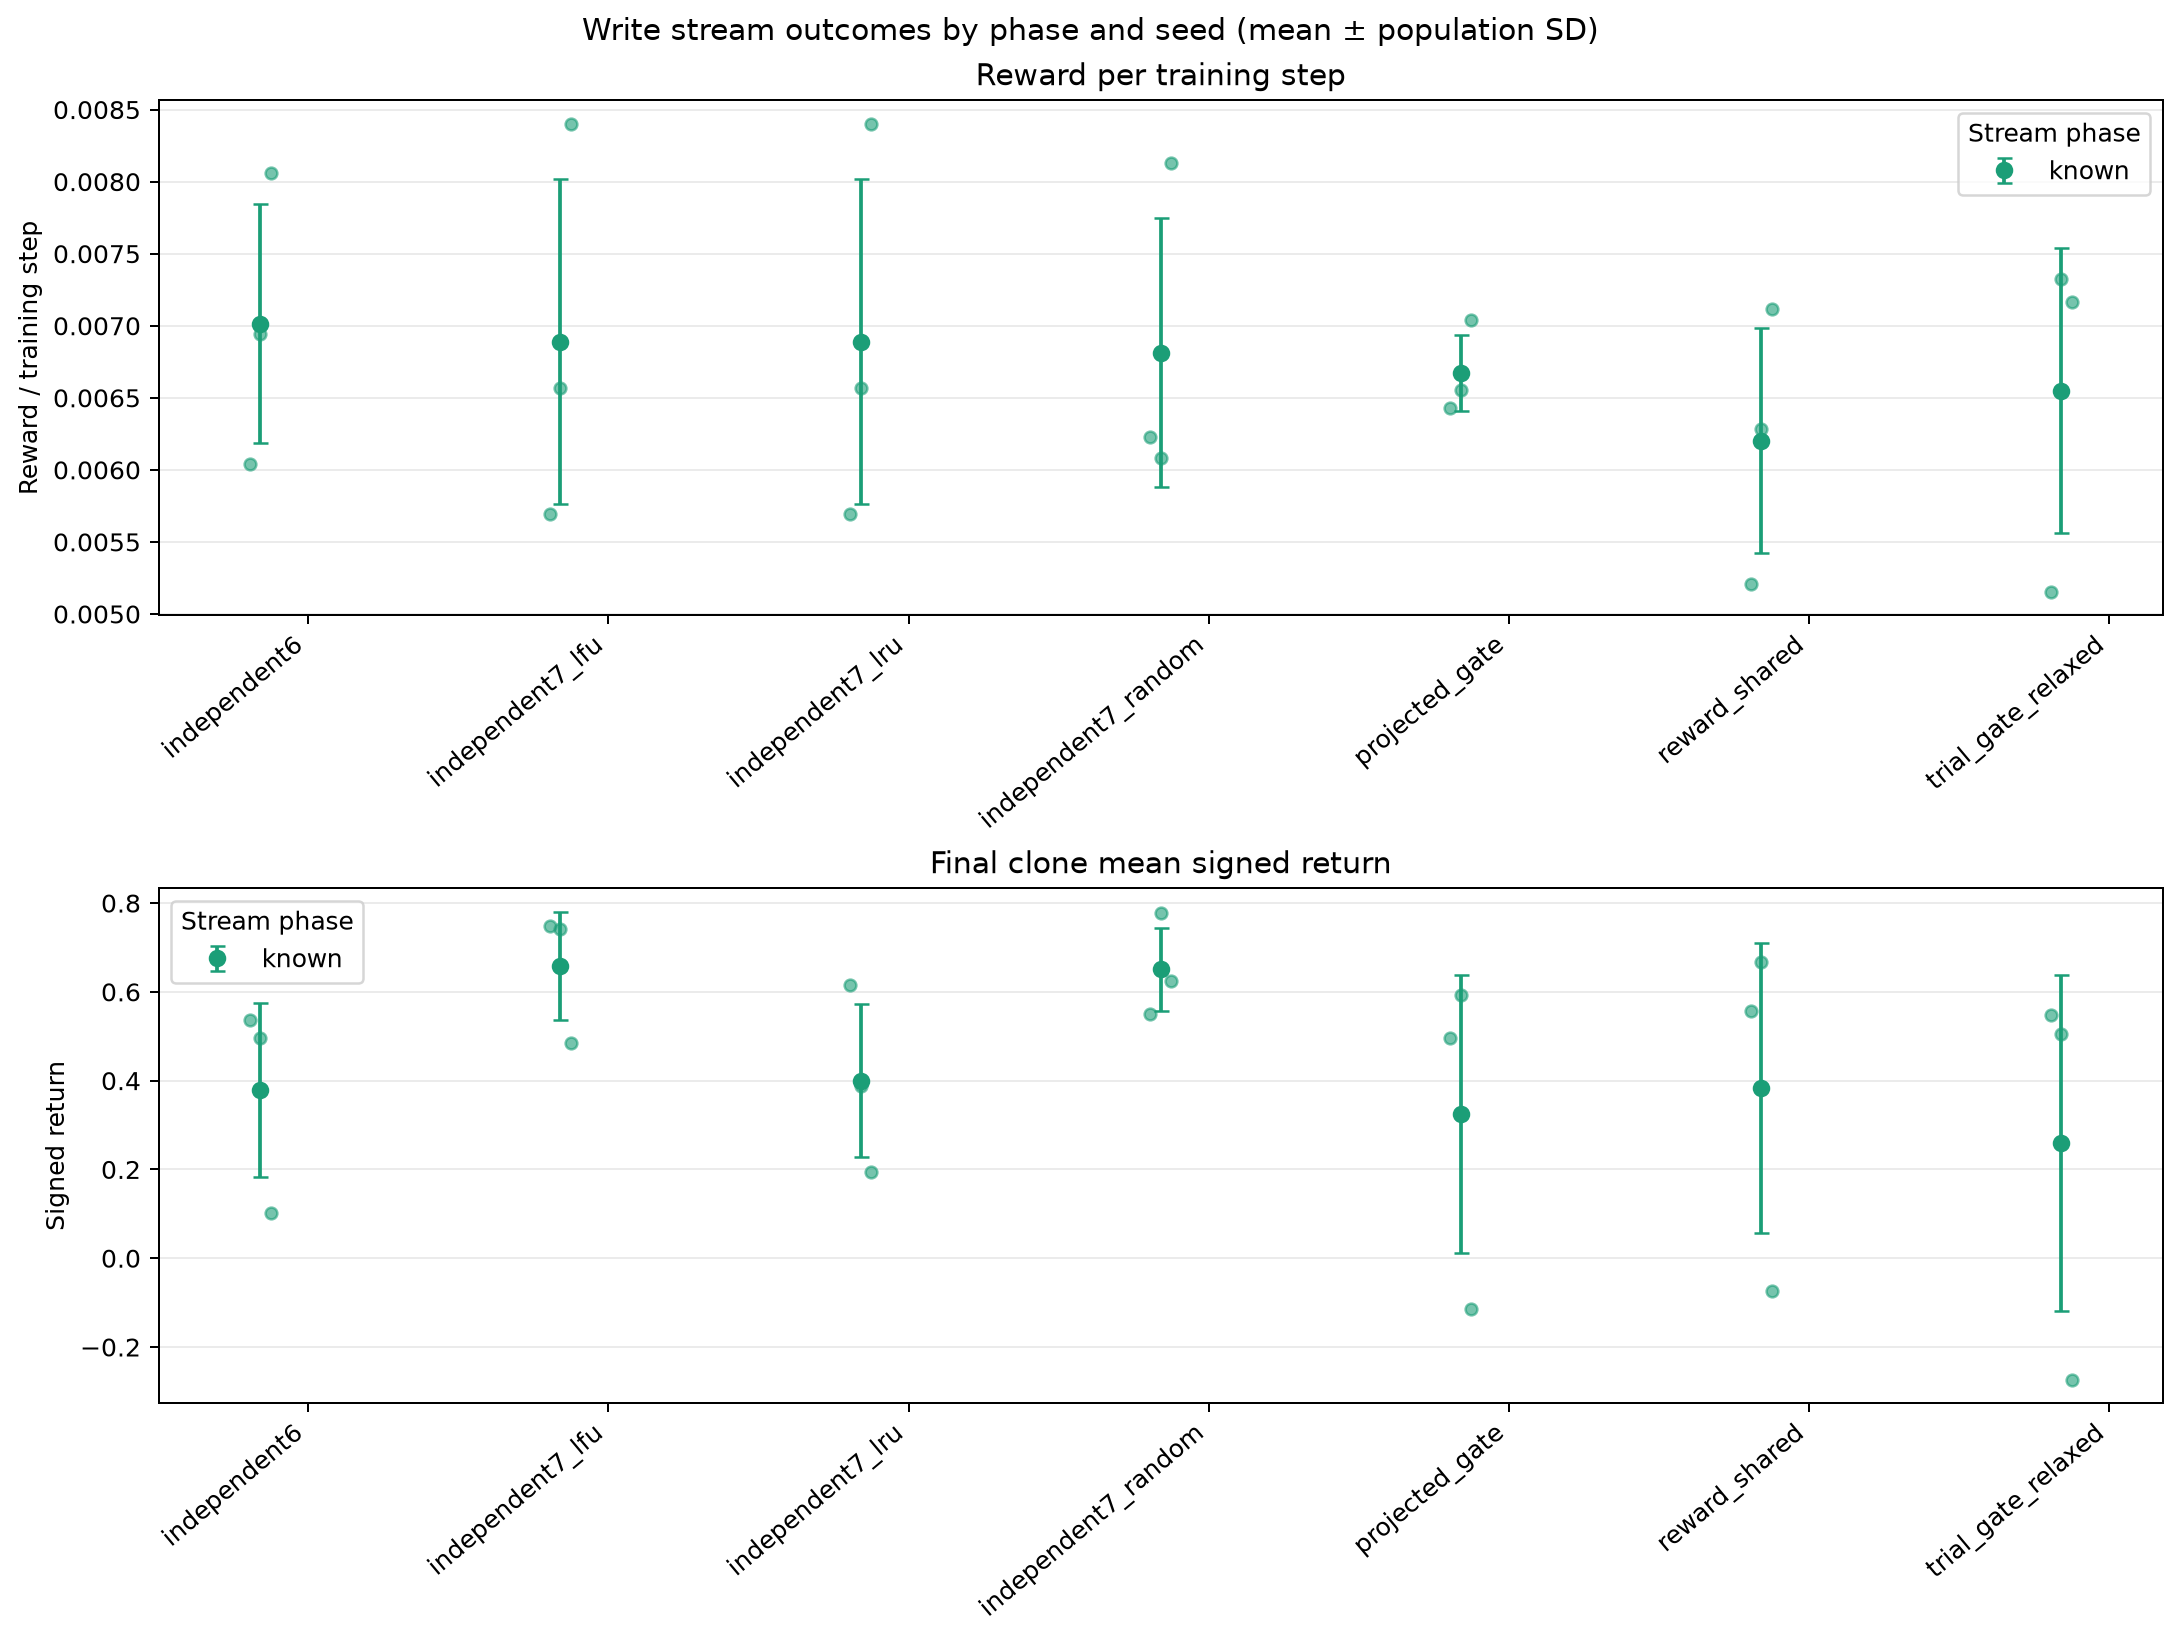 Write stream outcomes by phase and seed (mean ± population SD)
Reward per training step
Reward / training step
0.0085
0.0080
0.0075
0.0070
0.0065
0.0060
0.0055
0.0050
Stream phase
known
independent6
independent7_lfu
independent7_lru
independent7_random
projected_gate
reward_shared
trial_gate_relaxed
Final clone mean signed return
Signed return
0.8
0.6
0.4
0.2
0.0
−0.2
Stream phase
known
independent6
independent7_lfu
independent7_lru
independent7_random
projected_gate
reward_shared
trial_gate_relaxed